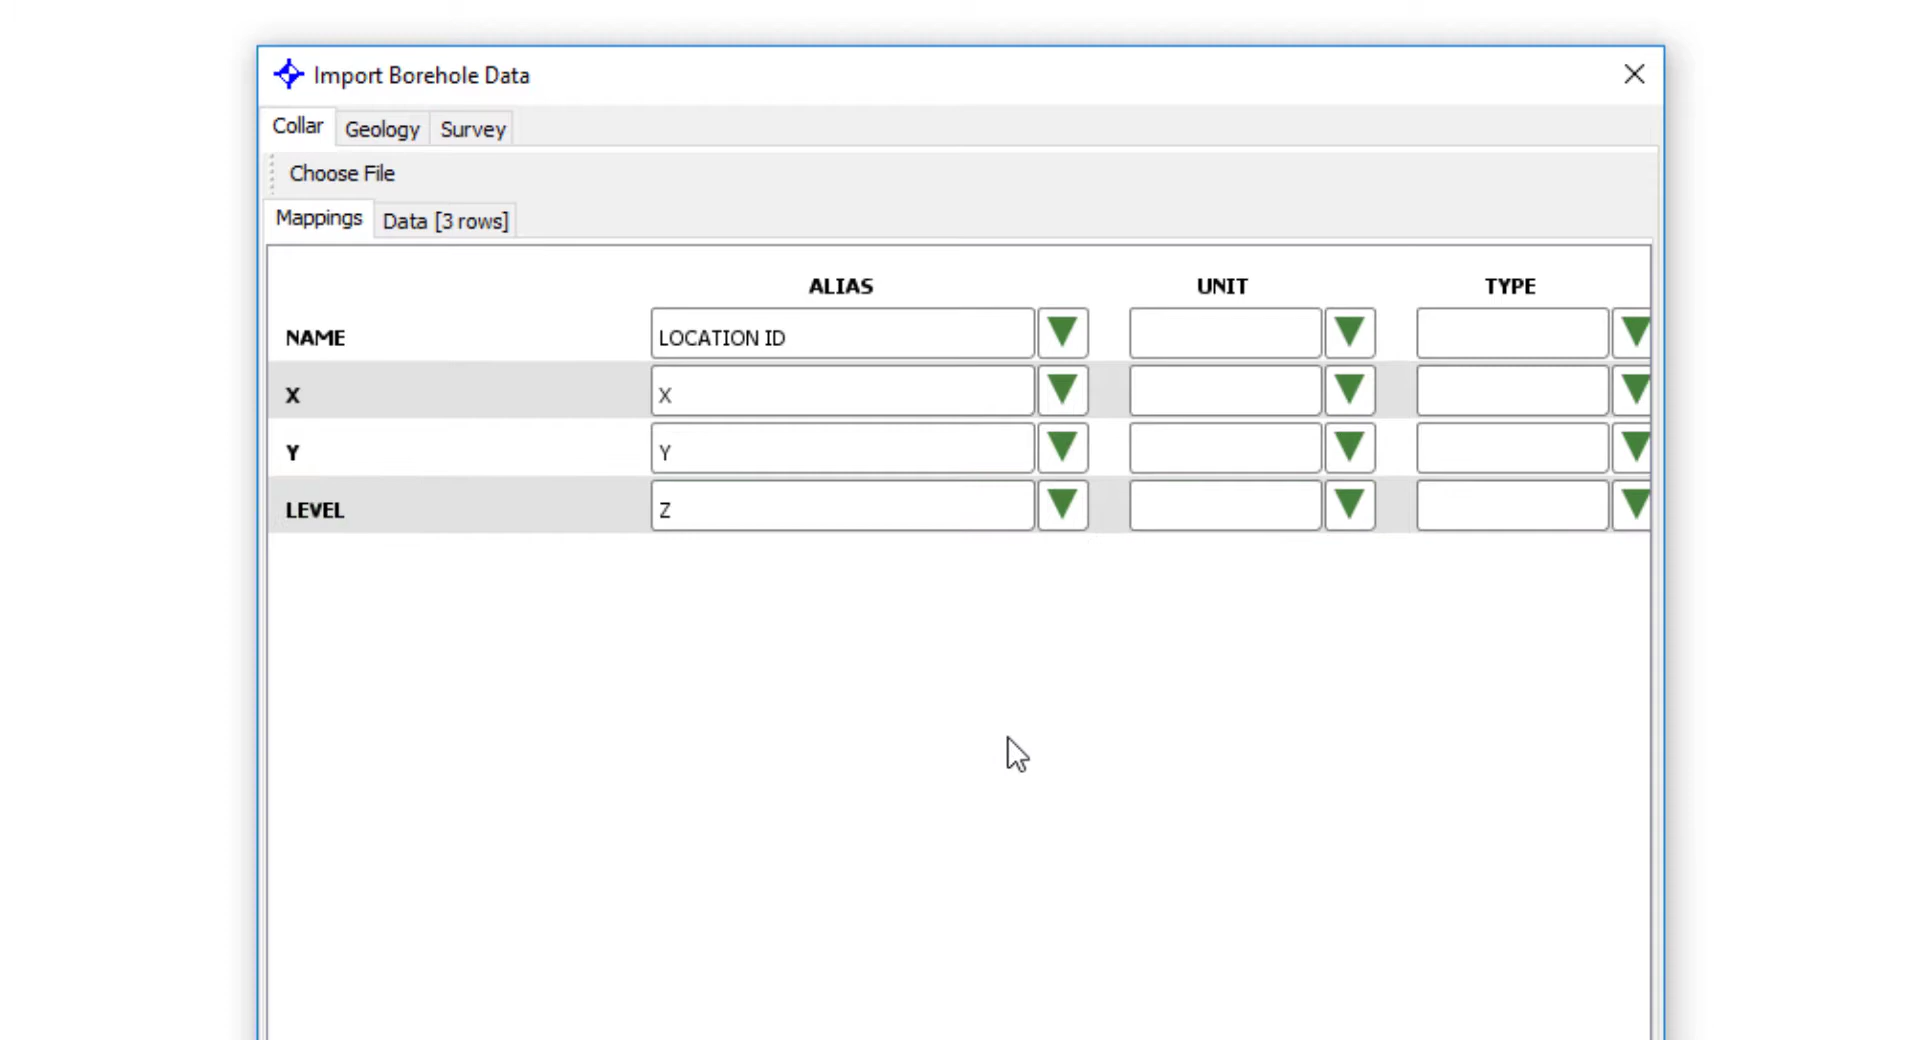 Import Borehole Data
Collar Geology Survey
Choose File
Mappings Data [3 rows]
ALIAS UNIT TYPE
NAME LOCATION ID
X X
Y Y
LEVEL Z